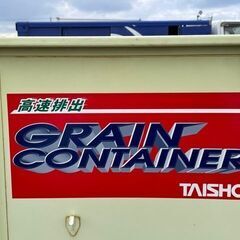 高速排出
GRAIN
CONTAINER
TAISHO